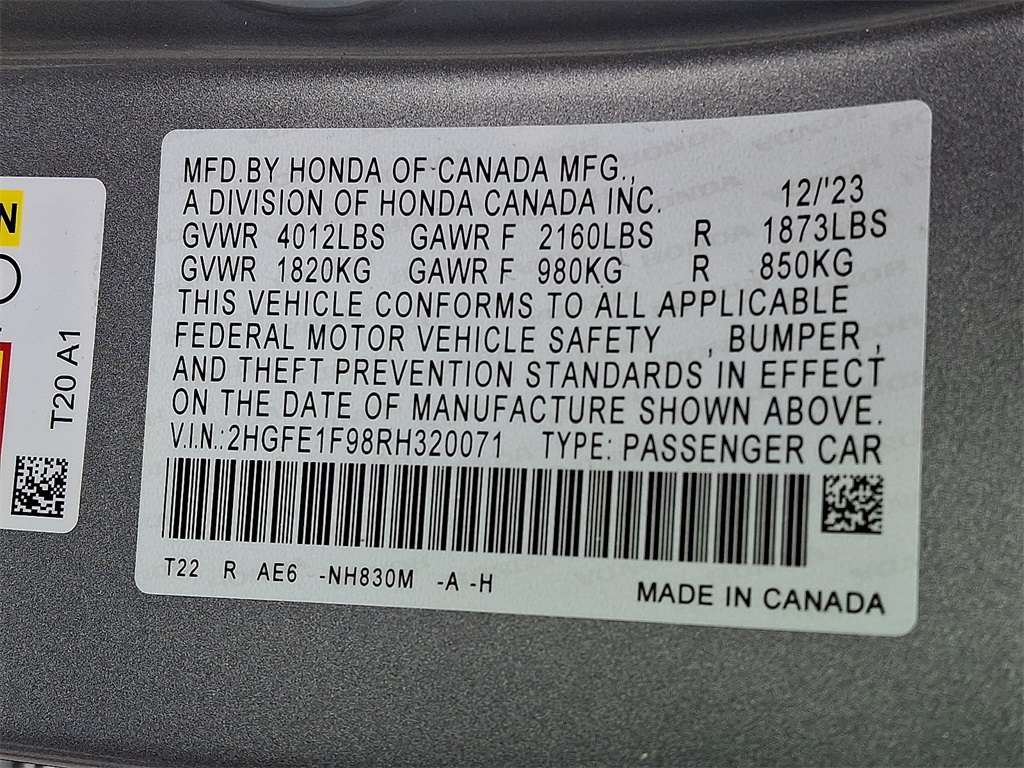 MFD.BY HONDA OF CANADA MFG.,
A DIVISION OF HONDA CANADA INC. 12/'23
GVWR 4012LBS GAWR F 2160LBS R 1873LBS
GVWR 1820KG GAWR F 980KG R 850KG
THIS VEHICLE CONFORMS TO ALL APPLICABLE
FEDERAL MOTOR VEHICLE SAFETY , BUMPER ,
AND THEFT PREVENTION STANDARDS IN EFFECT
ON THE DATE OF MANUFACTURE SHOWN ABOVE.
V.I.N.:2HGFE1F98RH320071 TYPE: PASSENGER CAR
T22 R AE6 -NH830M -A -H
MADE IN CANADA
N
T20 A1